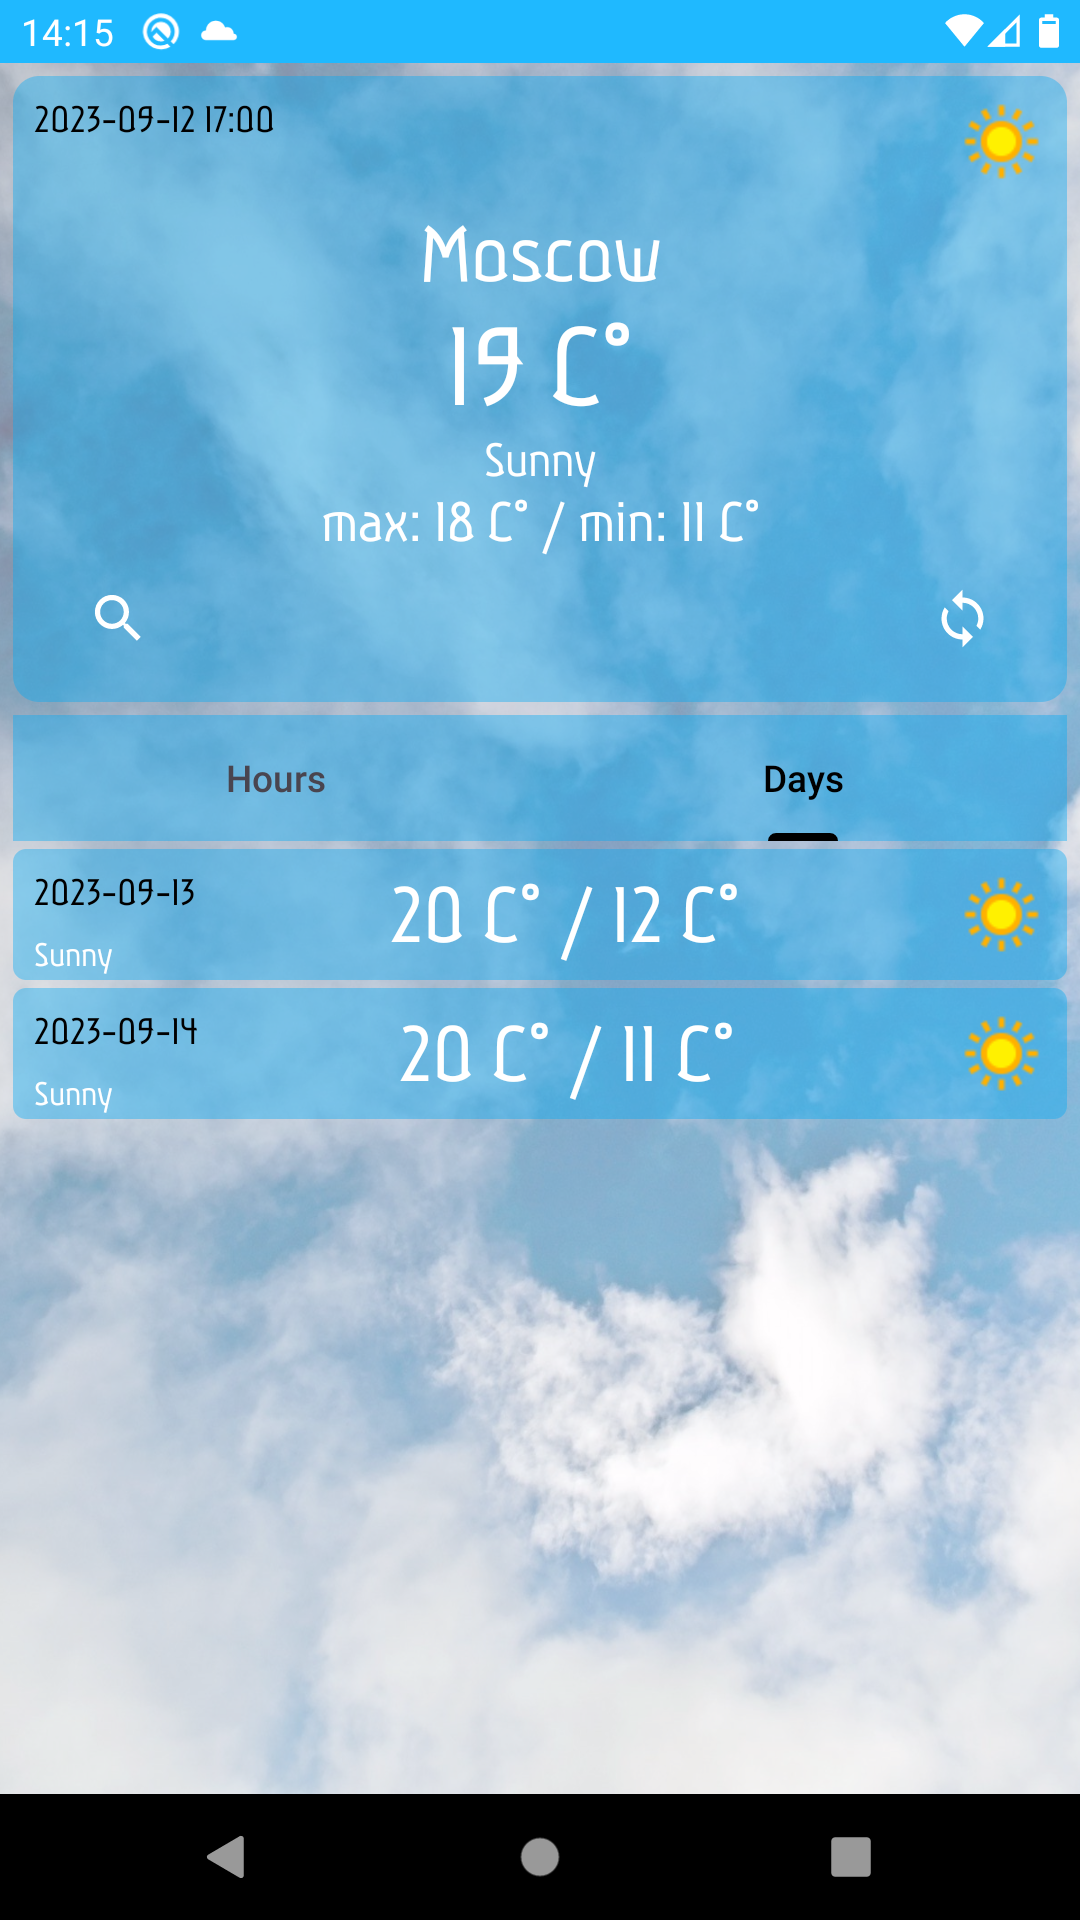 14:15
2023-09-12 17:00
Moscow
19 C°
Sunny
max: 18 C° / min: 11 C°
Hours Days
2023-09-13
20 C° / 12 C°
Sunny
2023-09-14
20 C° / 11 C°
Sunny